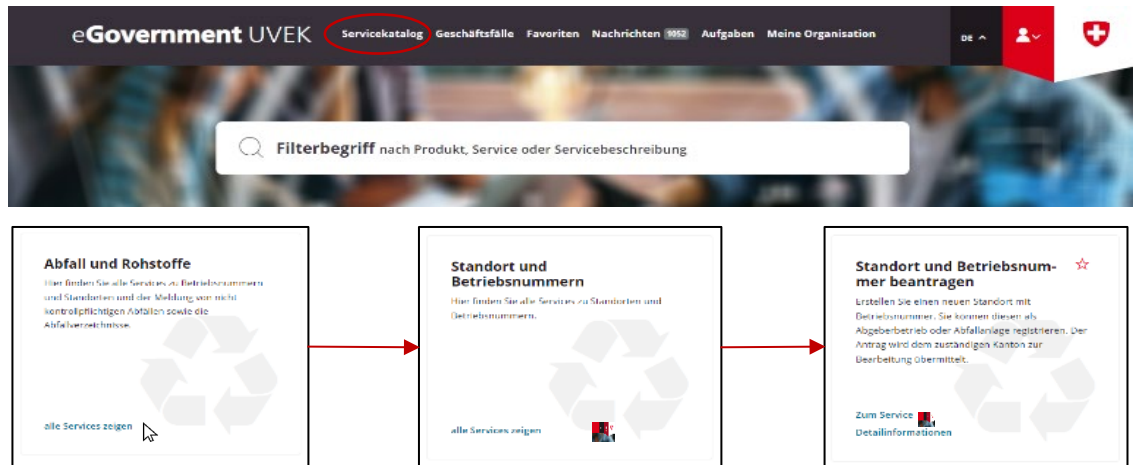 eGovernment UVEK Servicekatalog Geschäftsfälle Favoriten Nachrichten 1052 Aufgaben Meine Organisation DE
Filterbegriff nach Produkt, Service oder Servicebeschreibung
Abfall und Rohstoffe
Hier finden Sie alle Services zu Betriebsnummern
und Standorten und der Meldung von nicht
kontrollpflichtigen Abfällen sowie die
Abfallverzeichnisse.
alle Services zeigen
Standort und
Betriebsnummern
Hier finden Sie alle Services zu Standorten und
Betriebsnummern.
alle Services zeigen
Standort und Betriebsnum-
mer beantragen
Erstellen Sie einen neuen Standort mit
Betriebsnummer. Sie können diesen als
Abgeberbetrieb oder Abfallanlage registrieren. Der
Antrag wird dem zuständigen Kanton zur
Bearbeitung übermittelt.
Zum Service
Detailinformationen